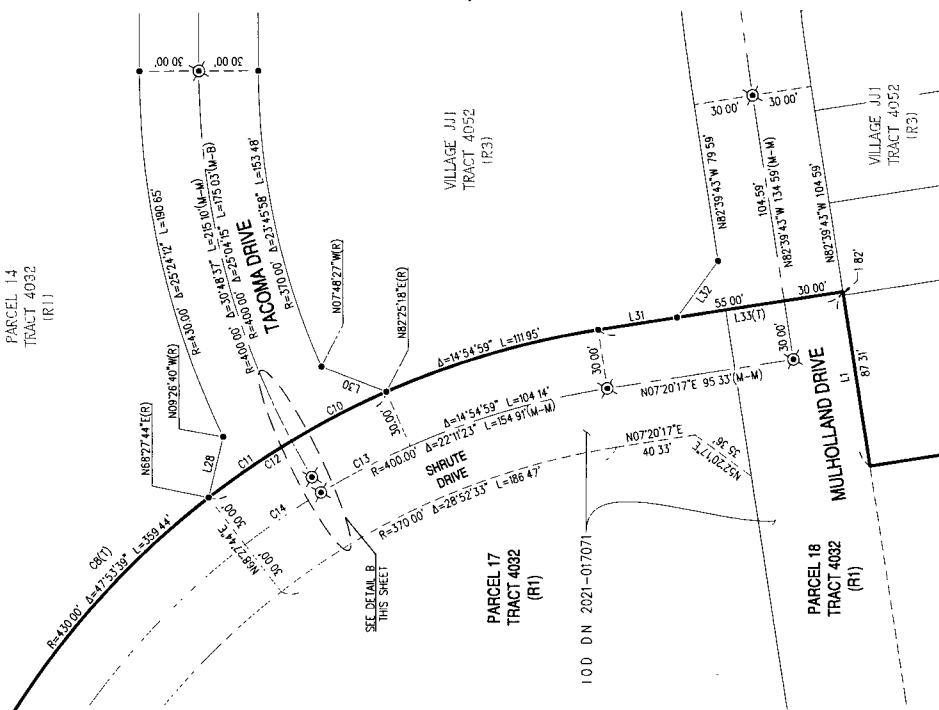 PARCEL 14
TRACT 4032
(R1)
30 00'
30 00'
R=430.00' Δ=25°24'12" L=190 65'
R=400.00' Δ=30°48'37" L=215 10'(M-M)
R=400.00' Δ=25°04'15" L=175 03'(M-B)
TACOMA DRIVE
R=370.00' Δ=23°45'58" L=153 48'
VILLAGE JJ1
TRACT 4052
(R3)
30 00'
30 00'
N82°39'43"W 79 59'
104.59'
N82°39'43"W 134 59'(M-M)
N82°39'43"W 104 59'
VILLAGE JJ1
TRACT 4052
(R3)
N09°26'40"W(R)
N68°27'44"E(R)
N07°48'27"W(R)
N82°25'18"E(R)
L28
L30
L32
L31
55 00'
L33(T)
30 00'
1 82'
C8(T)
R=430 00' Δ=47°53'39" L=359 44'
C11
C12
C10
Δ=14°54'59" L=111 95'
30 00'
N68°27'44"E
30 00'
30.00'
30 00'
30 00'
C14
C13
Δ=14°54'59" L=104 14'
R=400.00' Δ=22°11'23" L=154 91'(M-M)
SHRUTE
DRIVE
R=370 00' Δ=28°52'33" L=186 47'
N07°20'17"E 95 33'(M-M)
N07°20'17"E
40 33'
N52°20'17"E
35 36'
L1
87 31'
MULHOLLAND DRIVE
SEE DETAIL B
THIS SHEET
PARCEL 17
TRACT 4032
(R1)
IOD DN 2021-017071
PARCEL 18
TRACT 4032
(R1)